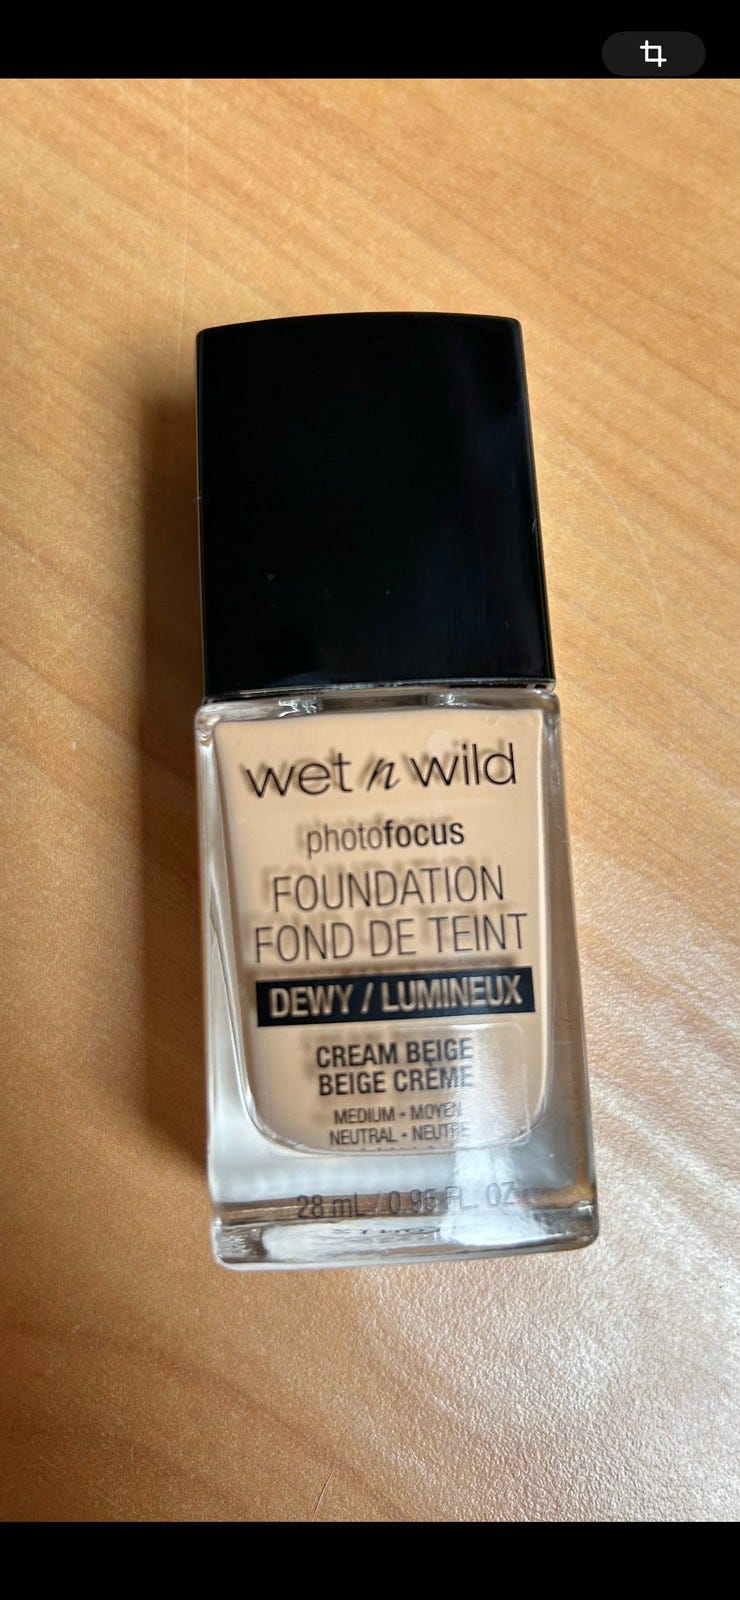 wet n wild
photofocus
FOUNDATION
FOND DE TEINT
DEWY / LUMINEUX
CREAM BEIGE
BEIGE CRÈME
MEDIUM • MOYEN
NEUTRAL • NEUTRE
28 mL / 0.95 FL. OZ